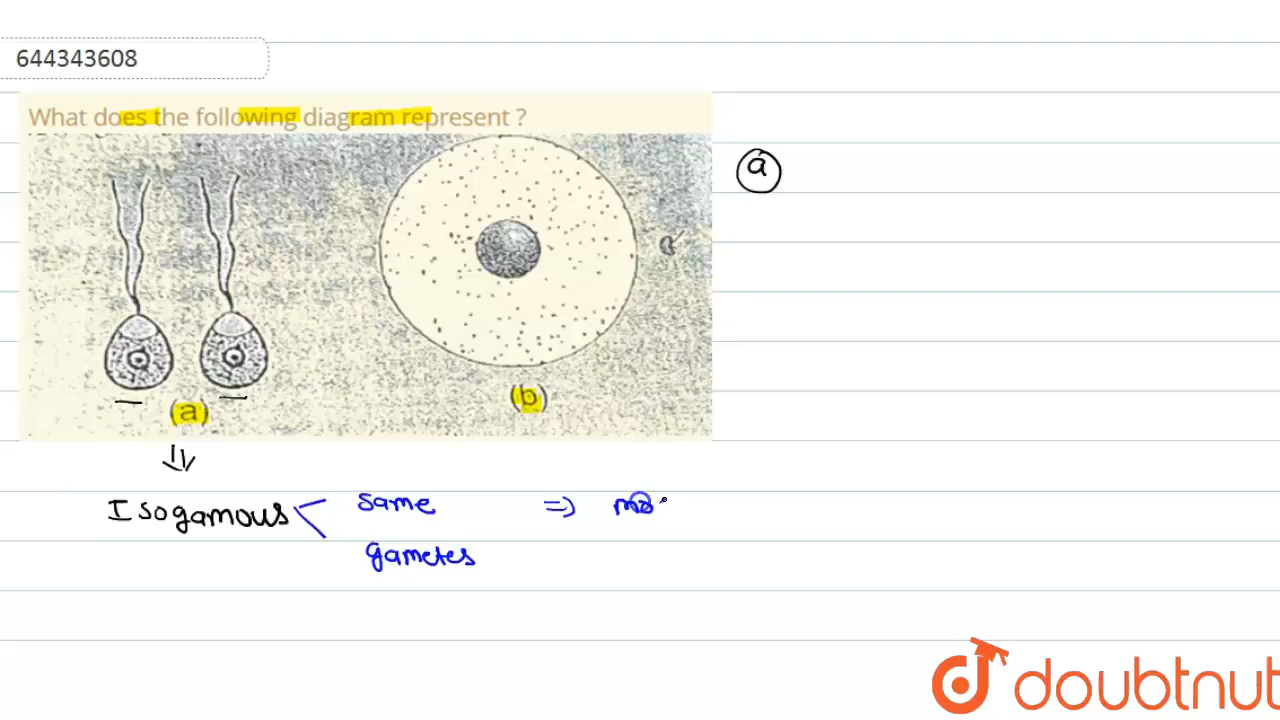 644343608
What does the following diagram represent ?
a
(a)
(b)
Isogamous
same
gametes
⇒
doubtnut